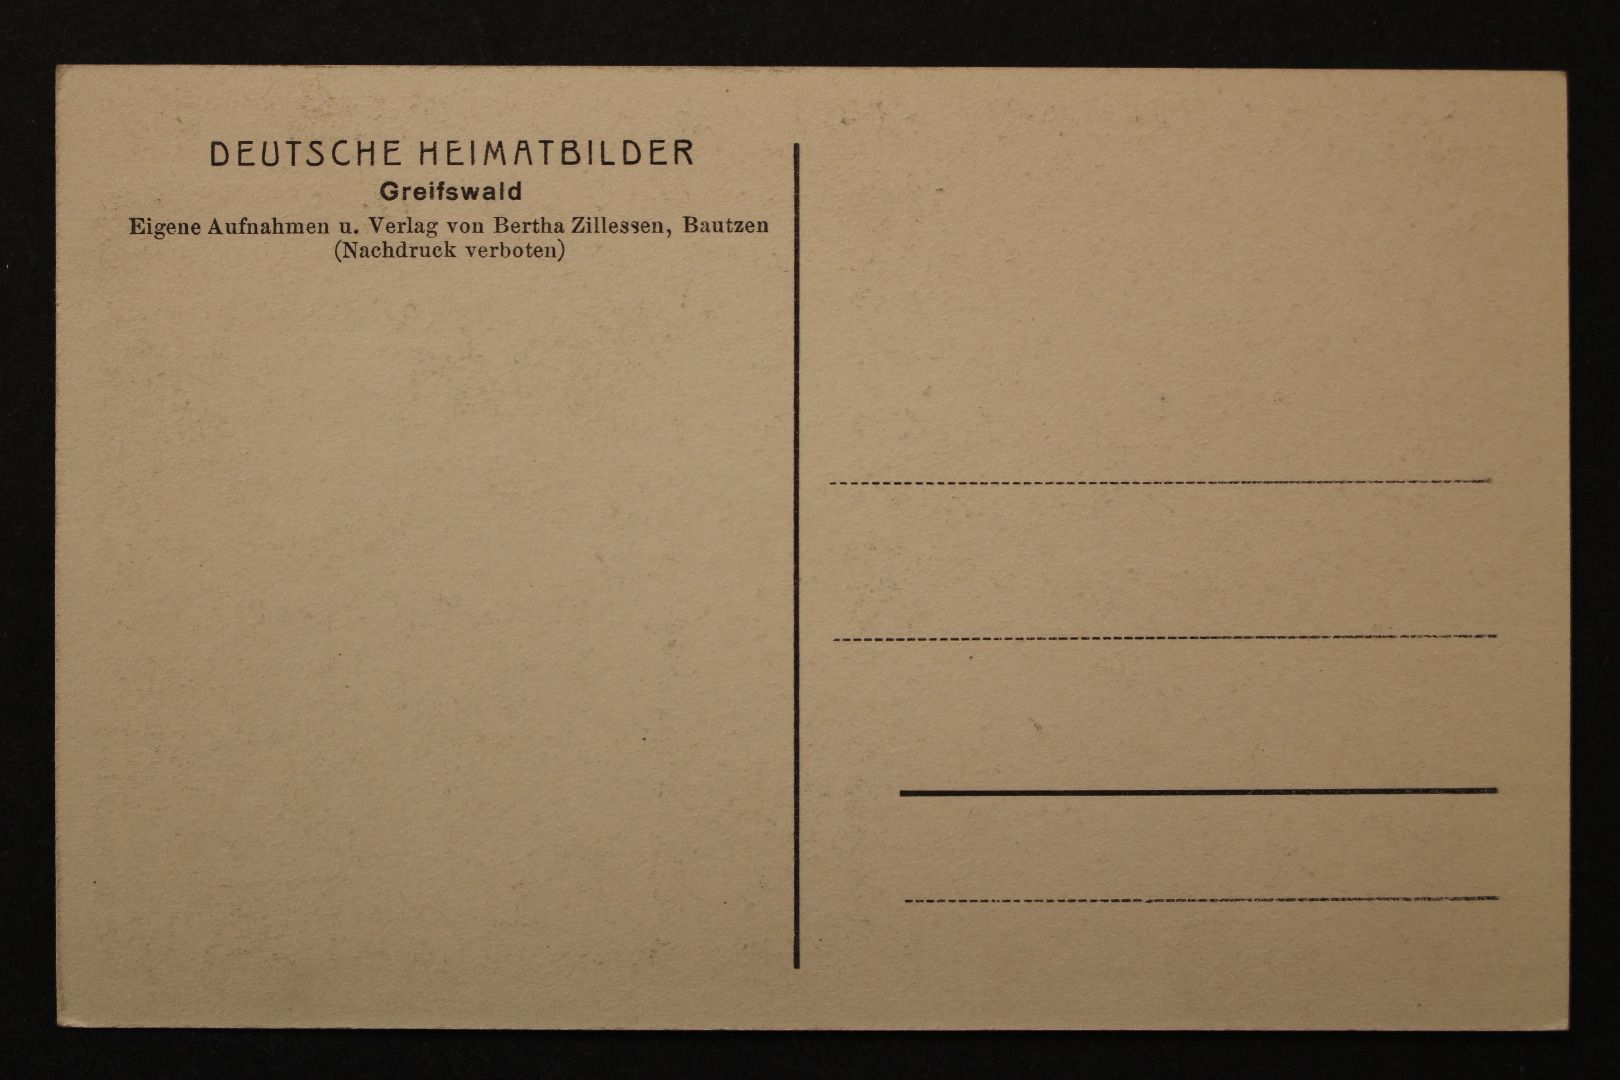 DEUTSCHE HEIMATBILDER
Greifswald
Eigene Aufnahmen u. Verlag von Bertha Zillessen, Bautzen
(Nachdruck verboten)